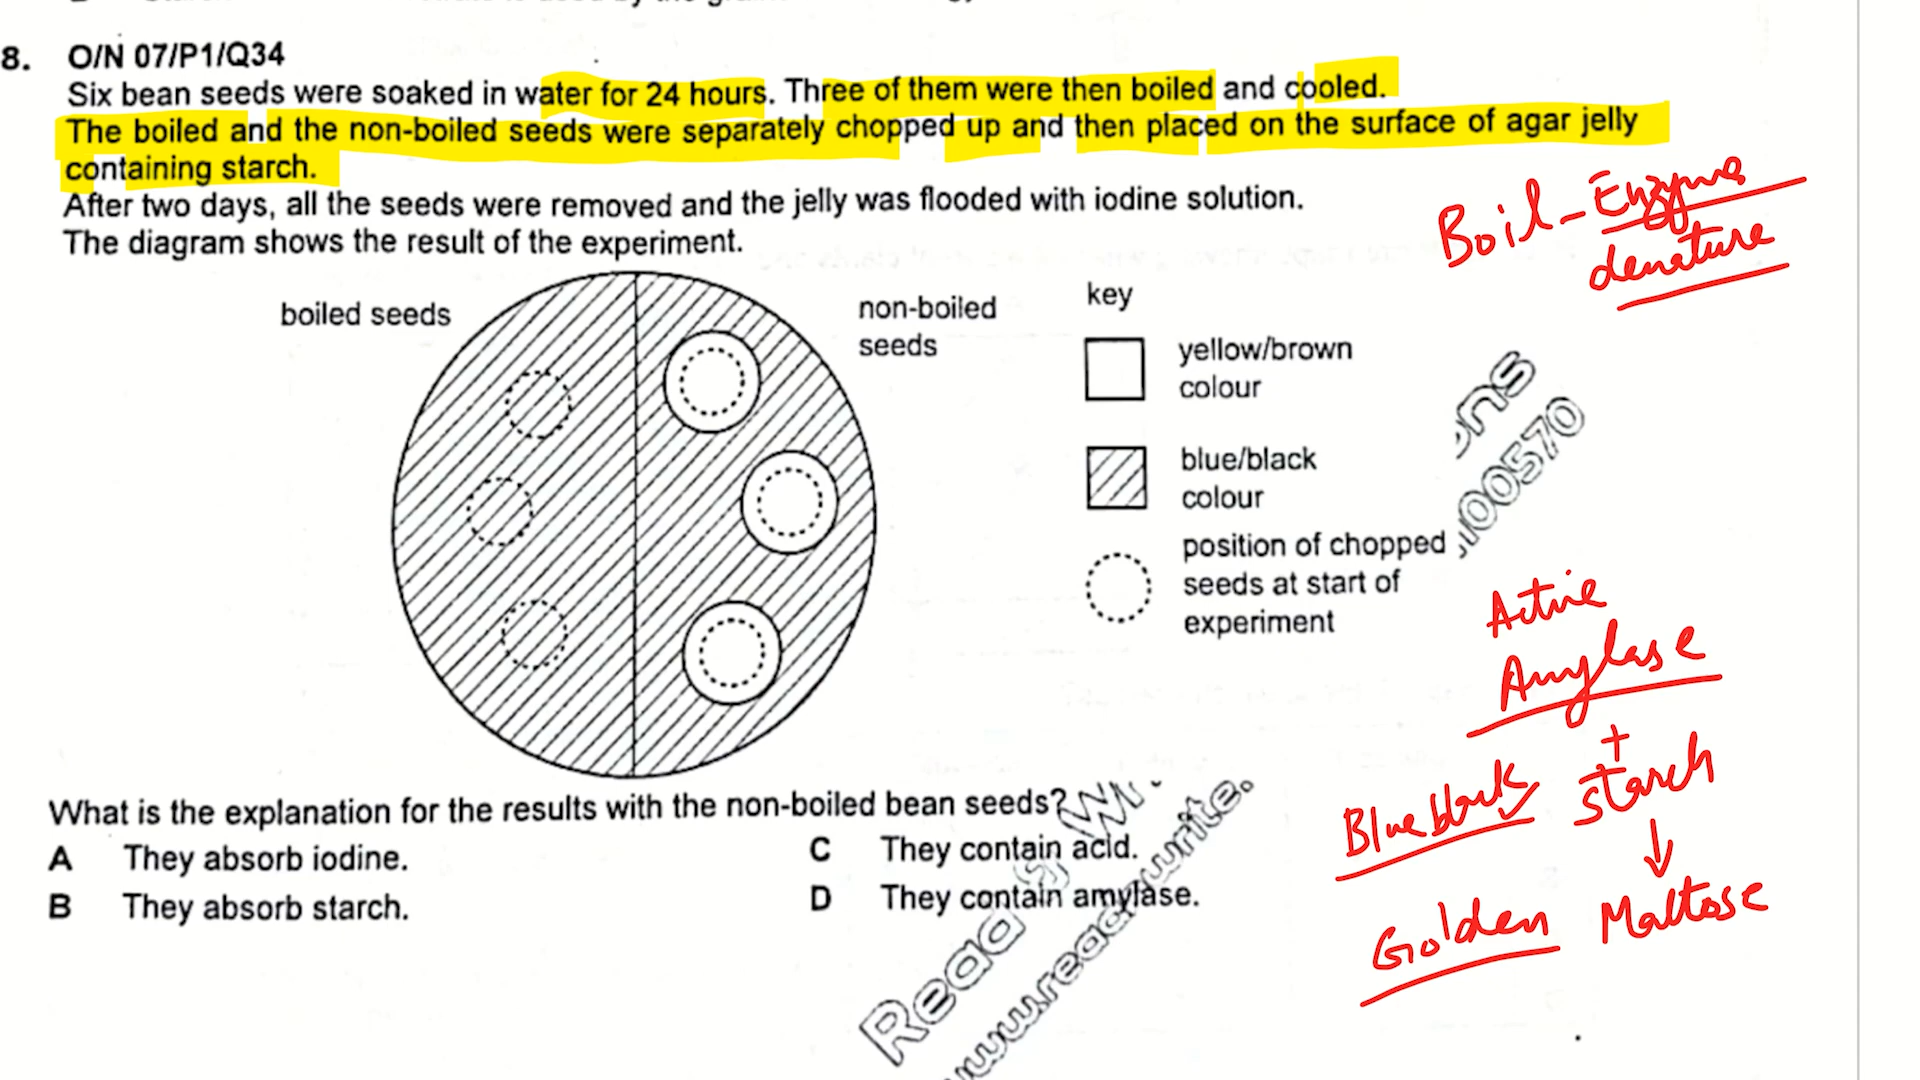 8. O/N 07/P1/Q34
Six bean seeds were soaked in water for 24 hours. Three of them were then boiled and cooled.
The boiled and the non-boiled seeds were separately chopped up and then placed on the surface of agar jelly
containing starch.
After two days, all the seeds were removed and the jelly was flooded with iodine solution.
The diagram shows the result of the experiment.
Boil - Enzyme
denature
boiled seeds
non-boiled
seeds
key
yellow/brown
colour
blue/black
colour
position of chopped
seeds at start of
experiment
ons
00570
Active
Amylase
+
Blue black starch
↓
Golden Maltose
What is the explanation for the results with the non-boiled bean seeds?
A They absorb iodine.
B They absorb starch.
C They contain acid.
D They contain amylase.
Read & Wri
www.readnwrite.